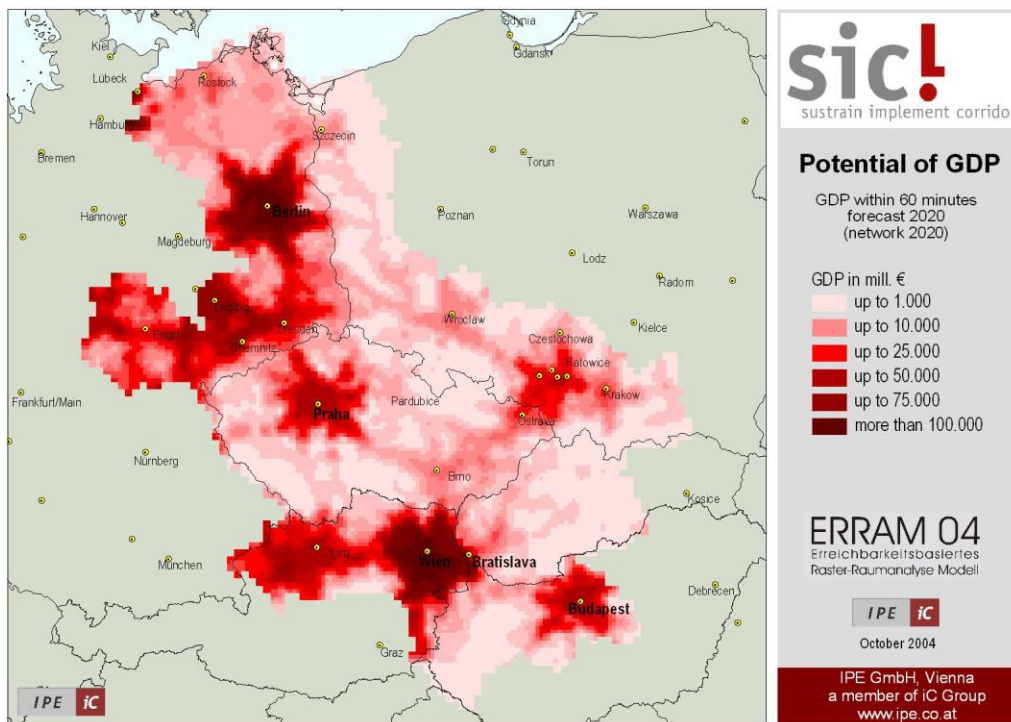 Kiel
Lübeck
Rostock
Hamburg
Bremen
Szczecin
Gdynia
Gdansk
Torun
Hannover
Berlin
Poznan
Warszawa
Magdeburg
Lodz
Radom
Leipzig
Wroclaw
Erfurt
Dresden
Kielce
Chemnitz
Czestochowa
Katowice
Frankfurt/Main
Praha
Pardubice
Krakow
Ostrava
Nürnberg
Brno
Kosice
Linz
Wien
Bratislava
München
Budapest
Debrecen
Graz
IPE iC
sic!
sustrain implement corrido
Potential of GDP
GDP within 60 minutes
forecast 2020
(network 2020)
GDP in mill. €
up to 1.000
up to 10.000
up to 25.000
up to 50.000
up to 75.000
more than 100.000
ERRAM 04
Erreichbarkeitsbasiertes
Raster-Raumanalyse Modell
IPE iC
October 2004
IPE GmbH, Vienna
a member of iC Group
www.ipe.co.at